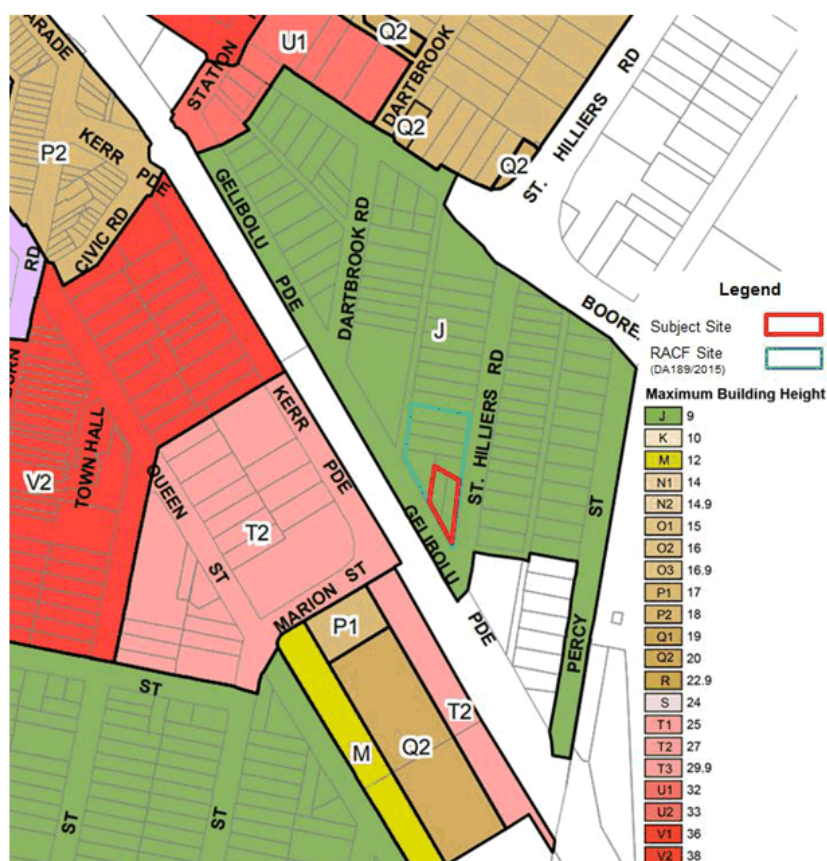 ARADE
STATION
U1
Q2
DARTBROOK
Q2
Q2
ST. HILLIERS RD
P2
KERR PDE
CIVIC RD
RD
GELIBOLU PDE
DARTBROOK RD
J
BOORE
ST. HILLIERS RD
TOWN HALL
V2
KERR PDE
QUEEN ST
T2
MARION ST
GELIBOLU PDE
PERCY ST
P1
T2
Q2
M
ST
ST
ST
Legend
Subject Site
RACF Site
(DA189/2015)
Maximum Building Height
J 9
K 10
M 12
N1 14
N2 14.9
O1 15
O2 16
O3 16.9
P1 17
P2 18
Q1 19
Q2 20
R 22.9
S 24
T1 25
T2 27
T3 29.9
U1 32
U2 33
V1 36
V2 38